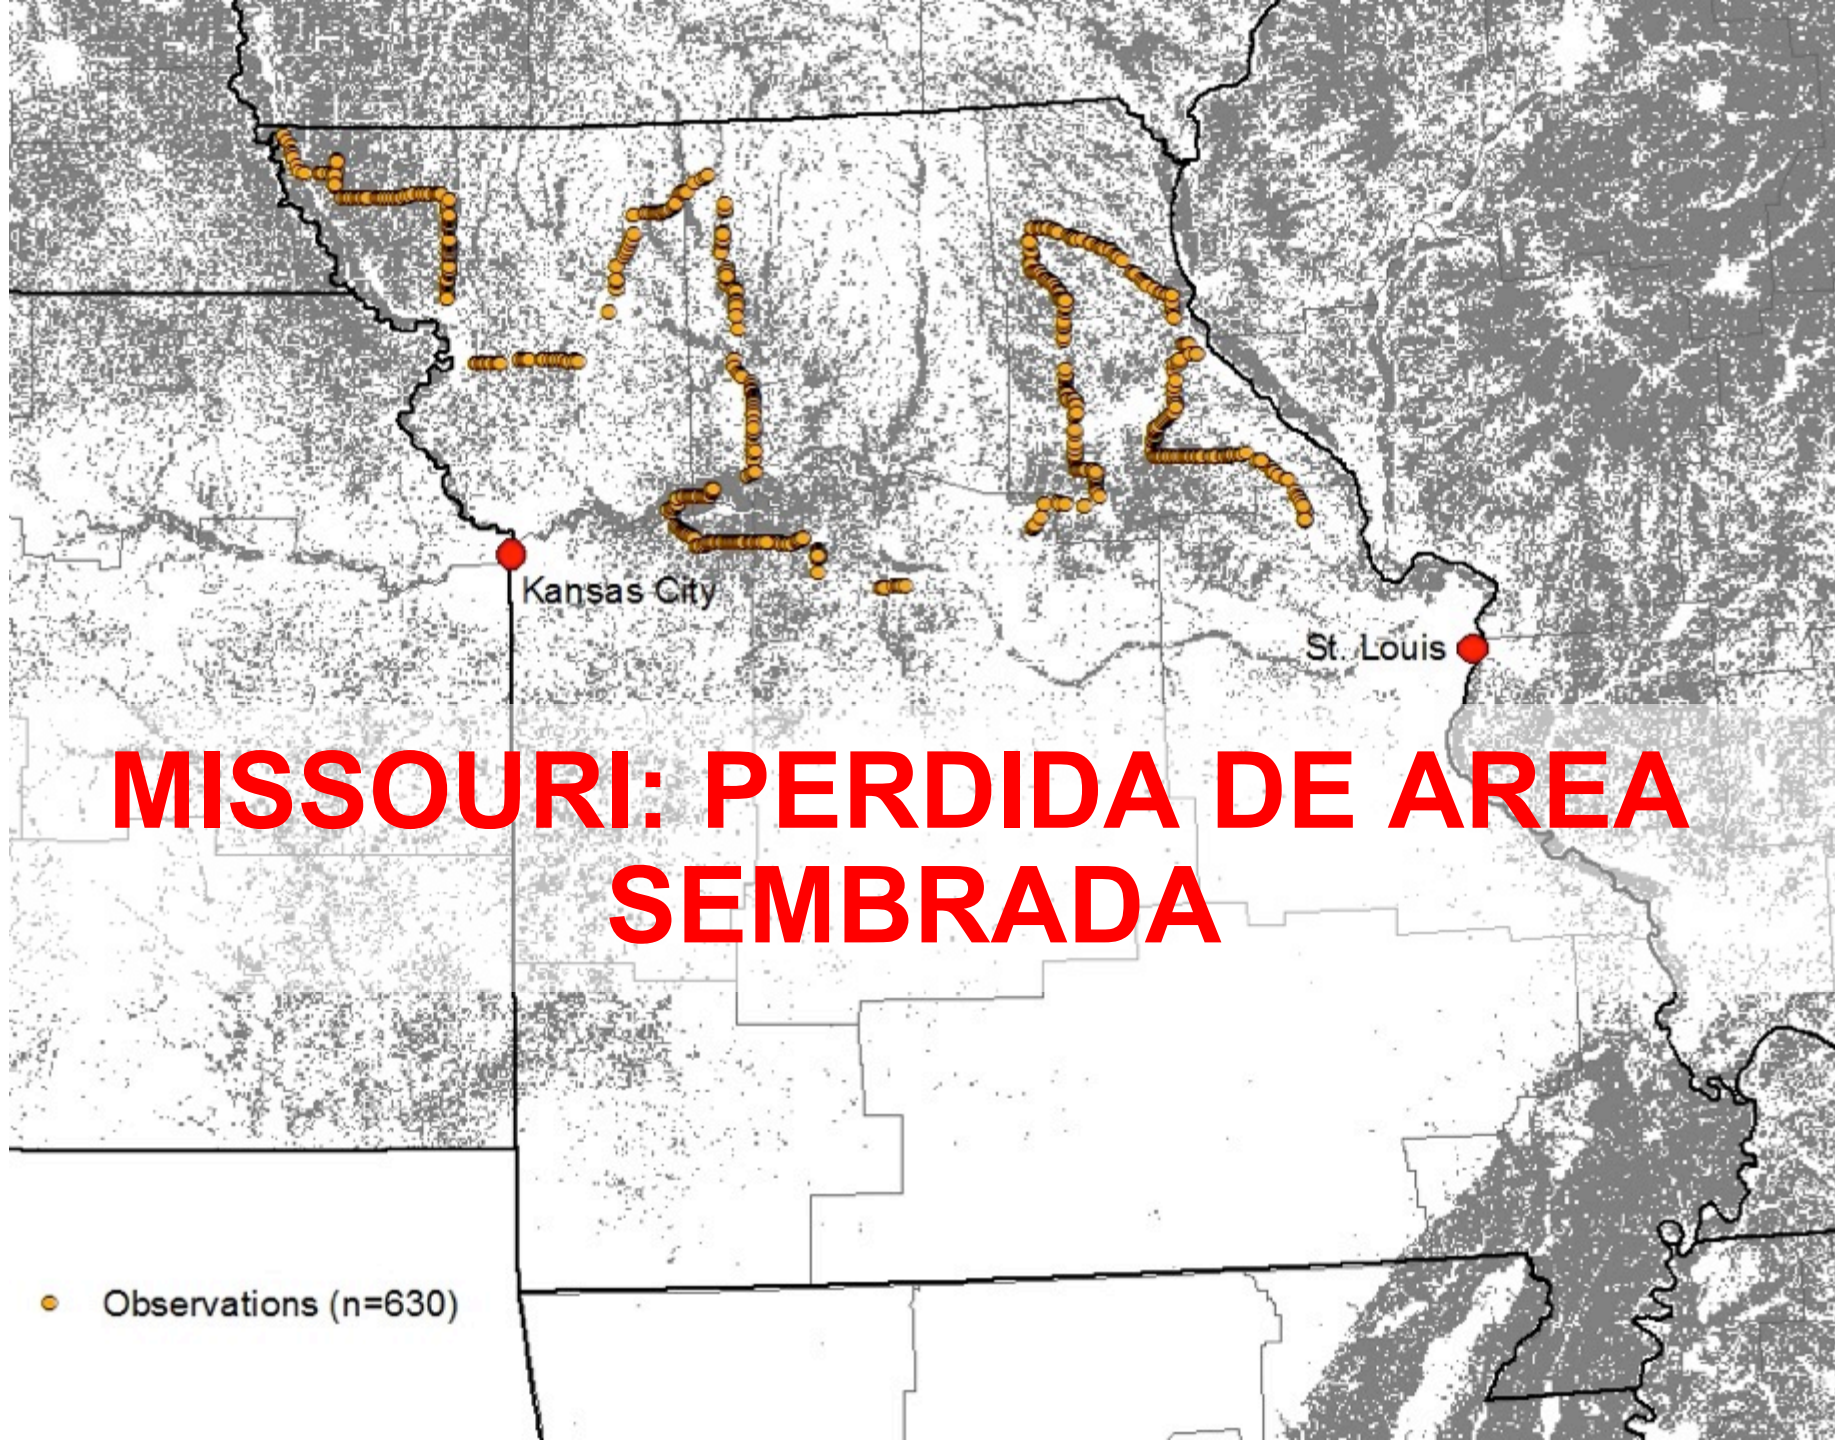 Kansas City
St. Louis
MISSOURI: PERDIDA DE AREA
SEMBRADA
Observations (n=630)